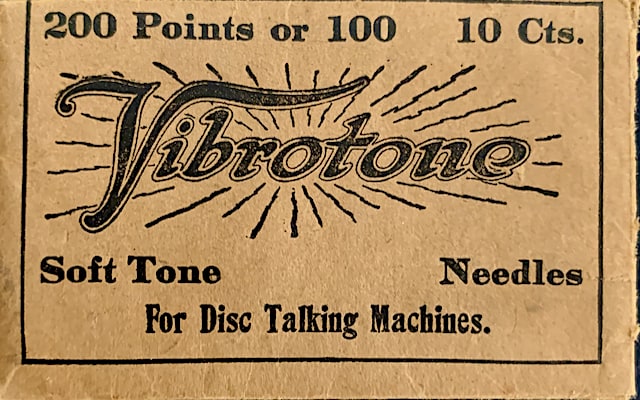 200 Points or 100 10 Cts.
Vibrotone
Soft Tone Needles
For Disc Talking Machines.